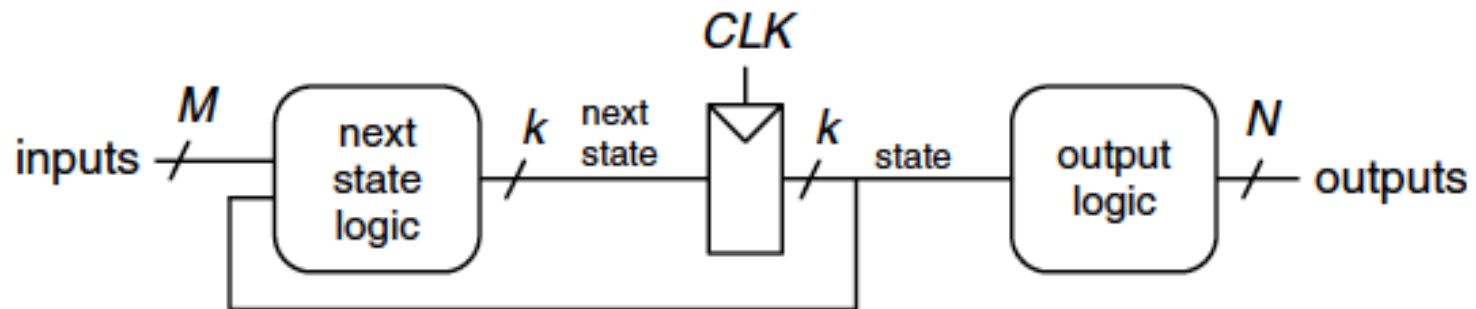 CLK
inputs
M
next
state
logic
k
next
state
k
state
output
logic
N
outputs